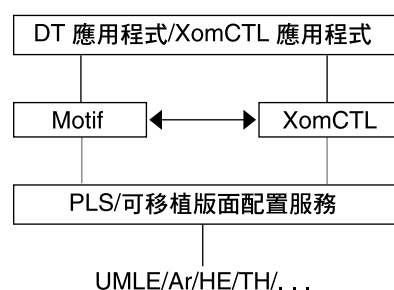 DT 應用程式/XomCTL 應用程式
Motif
XomCTL
PLS/可移植版面配置服務
UMLE/Ar/HE/TH/. . .